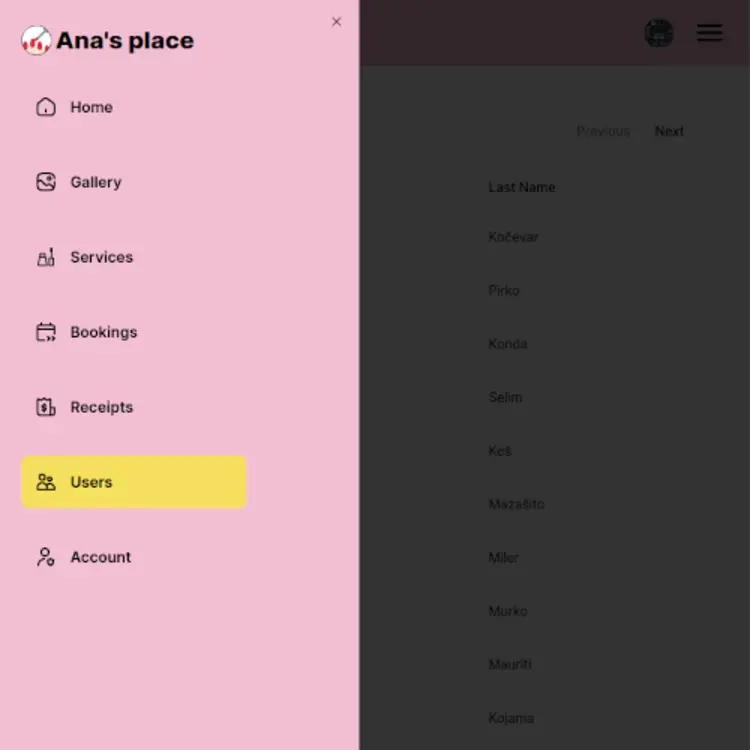 Ana's place
Home
Gallery
Services
Bookings
Receipts
Users
Account
Previous Next
Last Name
Kočevar
Pirko
Konda
Selim
Keš
Mazašito
Miler
Murko
Mauriti
Kojama